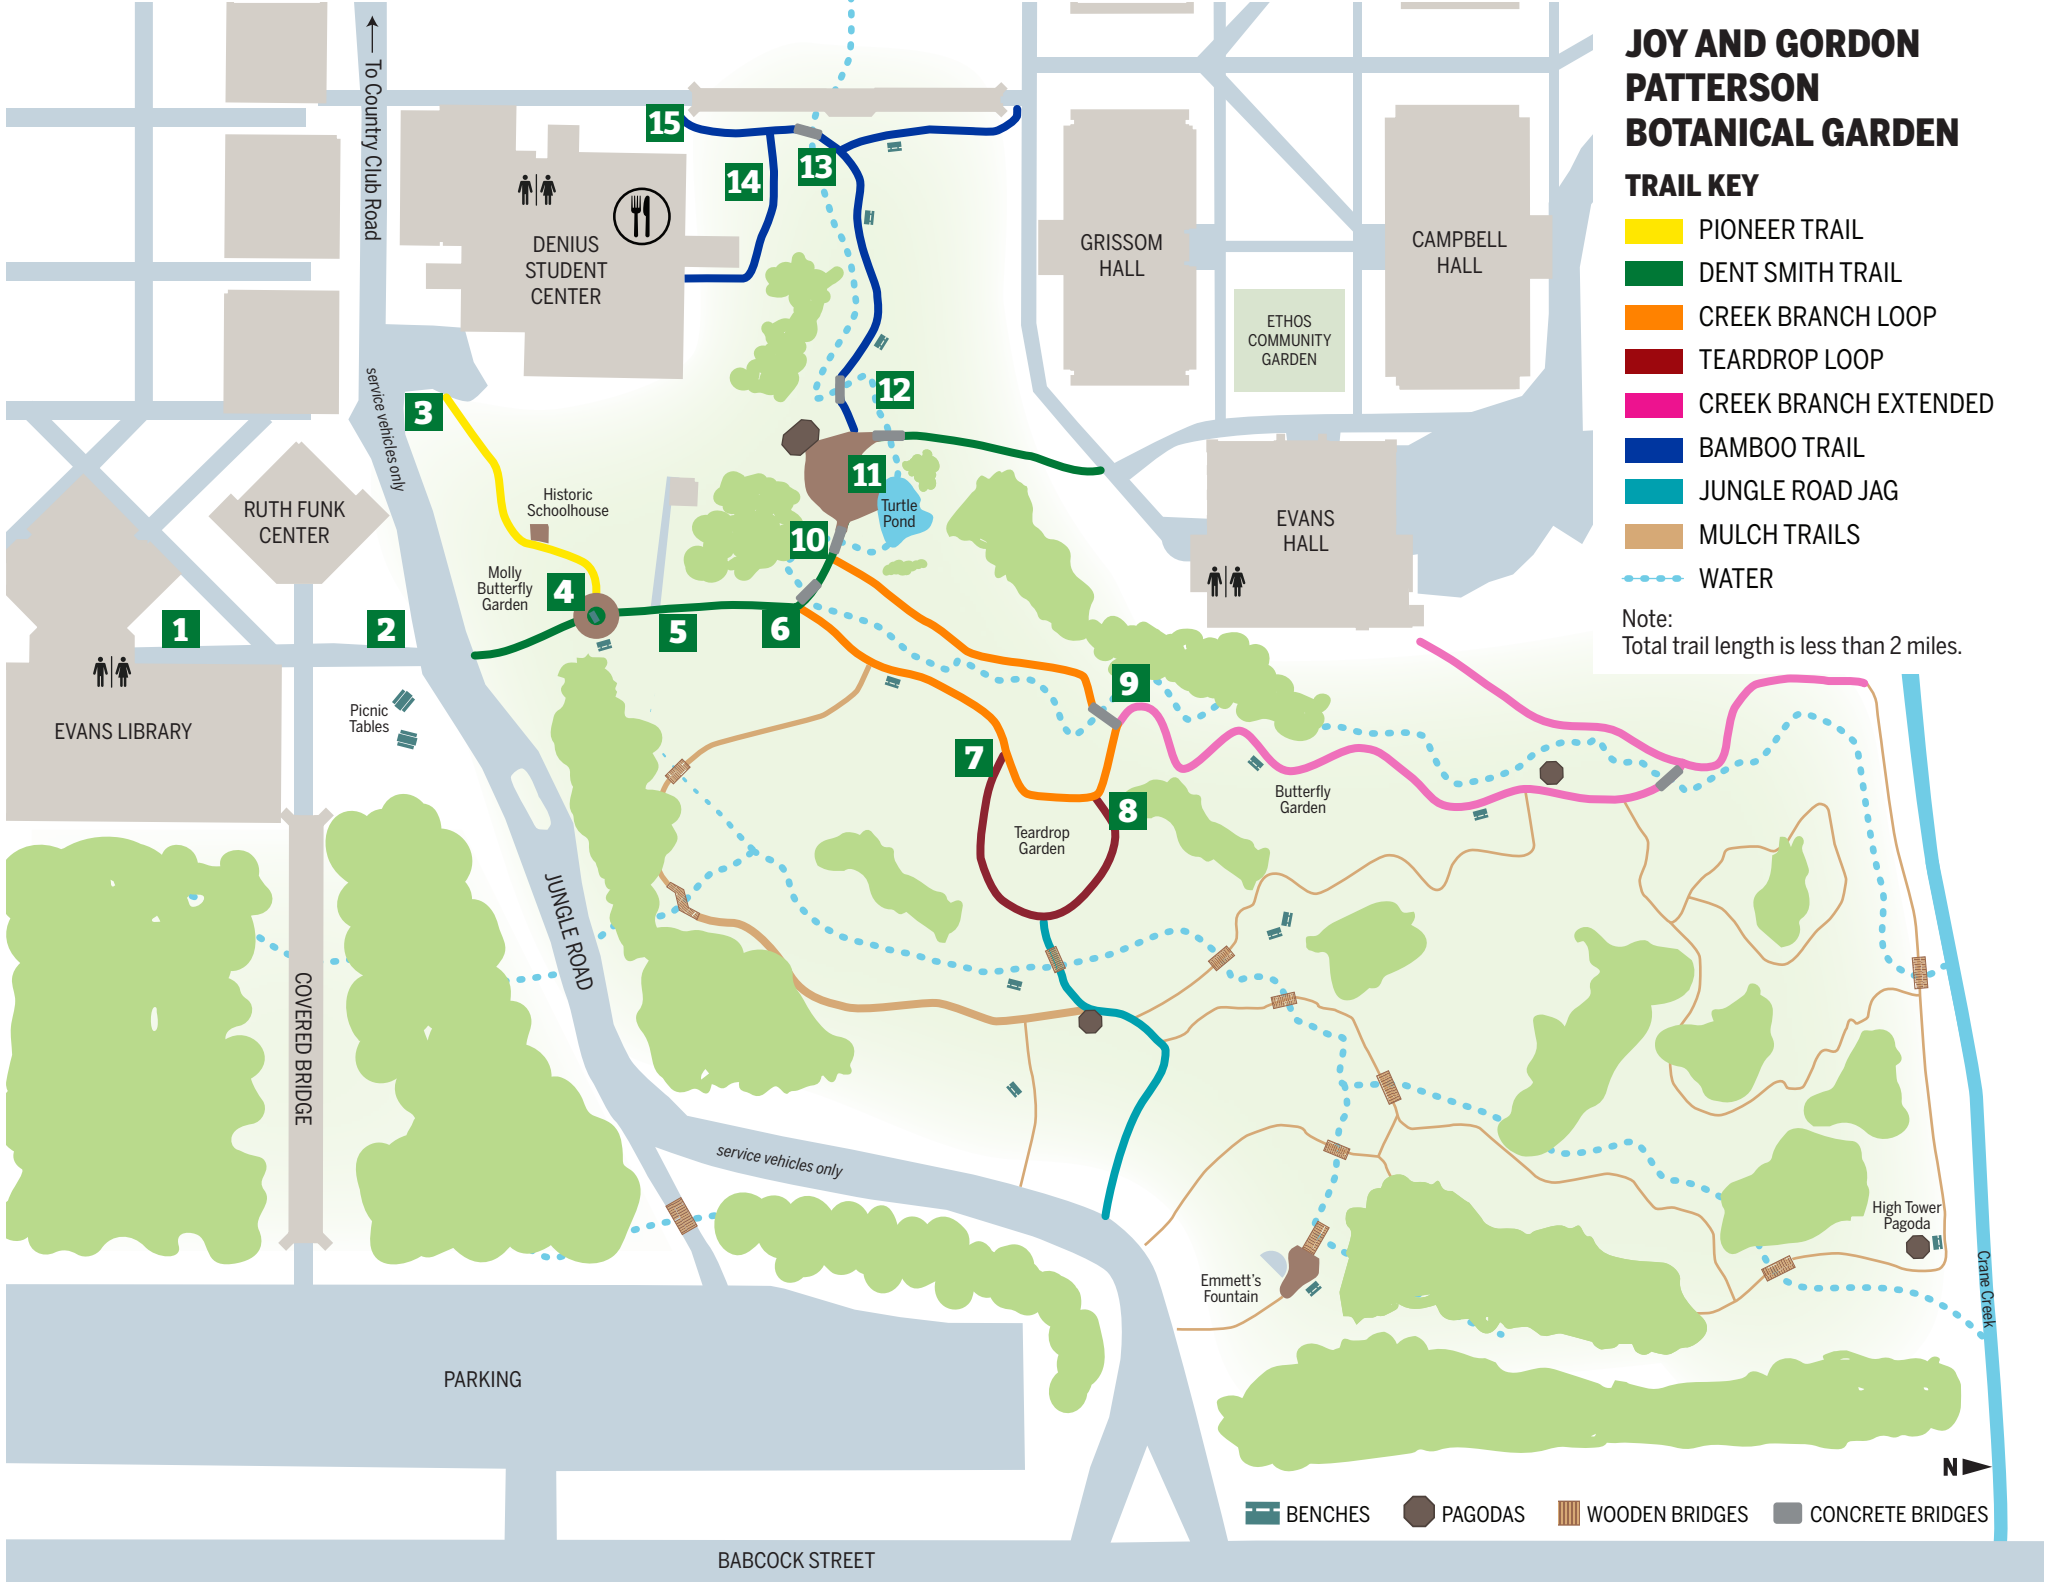 JOY AND GORDON
PATTERSON
BOTANICAL GARDEN
TRAIL KEY
PIONEER TRAIL
DENT SMITH TRAIL
CREEK BRANCH LOOP
TEARDROP LOOP
CREEK BRANCH EXTENDED
BAMBOO TRAIL
JUNGLE ROAD JAG
MULCH TRAILS
WATER
Note:
Total trail length is less than 2 miles.
To Country Club Road
15
14
13
DENIUS
STUDENT
CENTER
GRISSOM
HALL
CAMPBELL
HALL
ETHOS
COMMUNITY
GARDEN
service vehicles only
3
12
11
Turtle
Pond
10
Historic
Schoolhouse
RUTH FUNK
CENTER
EVANS
HALL
Molly
Butterfly
Garden
4
1
2
5
6
9
7
8
EVANS LIBRARY
Picnic
Tables
Butterfly
Garden
Teardrop
Garden
JUNGLE ROAD
COVERED BRIDGE
service vehicles only
High Tower
Pagoda
Emmett's
Fountain
Crane Creek
PARKING
N
BENCHES
PAGODAS
WOODEN BRIDGES
CONCRETE BRIDGES
BABCOCK STREET